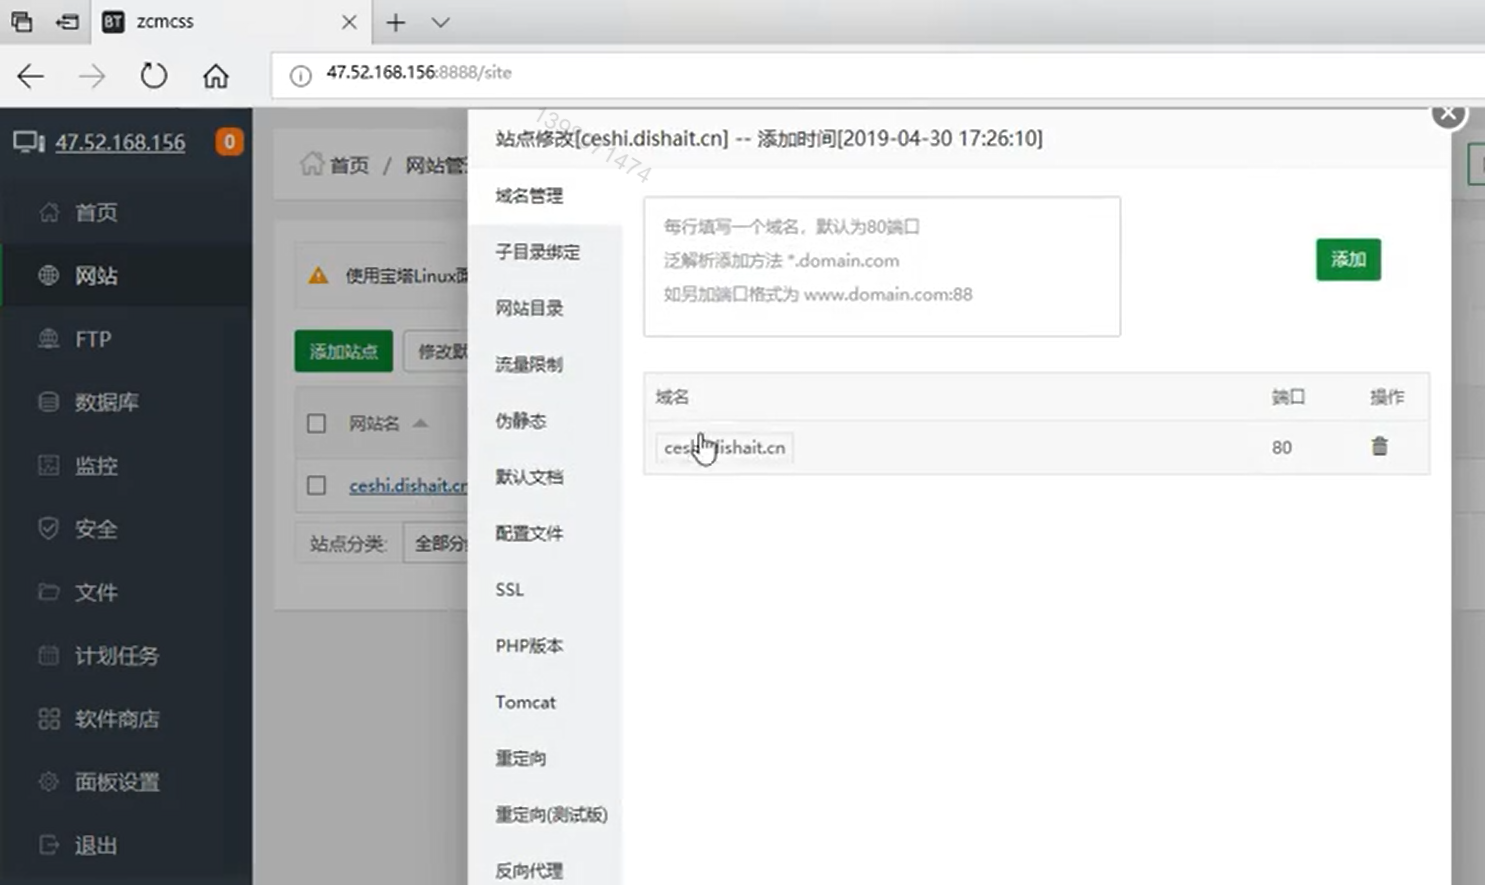 zcmcss
47.52.168.156:8888/site
47.52.168.156
0
首页
网站
FTP
数据库
监控
安全
文件
计划任务
软件商店
面板设置
退出
首页 / 网站管
使用宝塔Linux面
添加站点
修改默
网站名
ceshi.dishait.cn
站点分类:
全部分
站点修改[ceshi.dishait.cn] -- 添加时间[2019-04-30 17:26:10]
域名管理
子目录绑定
网站目录
流量限制
伪静态
默认文档
配置文件
SSL
PHP版本
Tomcat
重定向
重定向(测试版)
反向代理
每行填写一个域名，默认为80端口
泛解析添加方法 *.domain.com
如另加端口格式为 www.domain.com:88
添加
域名 端口 操作
ceshi.dishait.cn 80